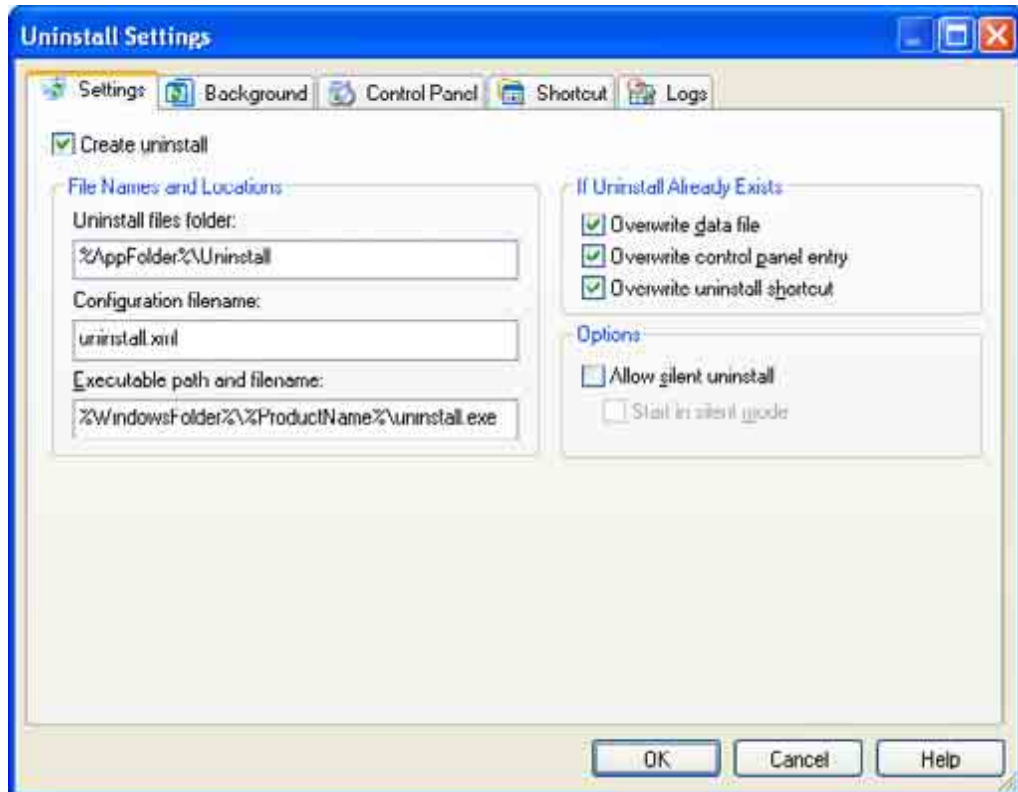 Uninstall Settings
Settings Background Control Panel Shortcut Logs
Create uninstall
File Names and Locations
Uninstall files folder:
%AppFolder%\Uninstall
Configuration filename:
uninstall.xml
Executable path and filename:
%WindowsFolder%\%ProductName%\uninstall.exe
If Uninstall Already Exists
Overwrite data file
Overwrite control panel entry
Overwrite uninstall shortcut
Options
Allow silent uninstall
Start in silent mode
OK Cancel Help